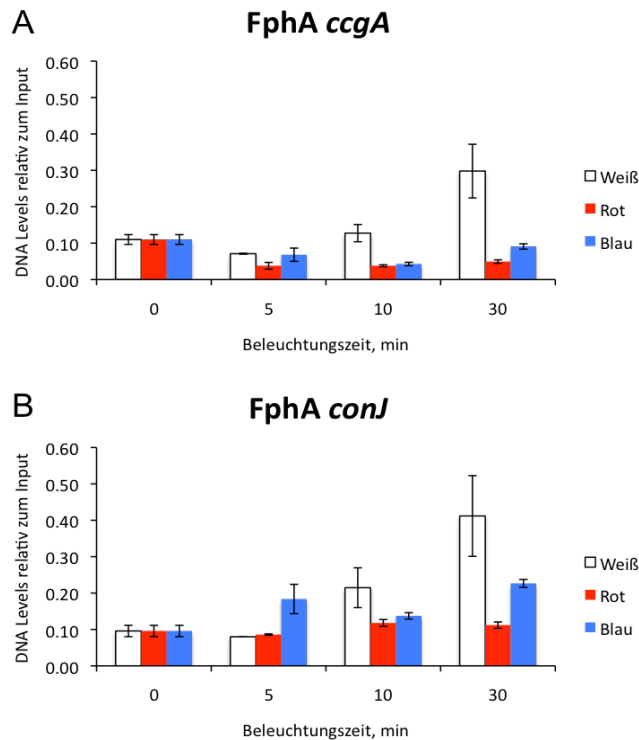 A
FphA ccgA
DNA Levels relativ zum Input
0.60
0.50
0.40
0.30
0.20
0.10
0.00
0 5 10 30
Beleuchtungszeit, min
Weiß
Rot
Blau
B
FphA conJ
DNA Levels relativ zum Input
0.60
0.50
0.40
0.30
0.20
0.10
0.00
0 5 10 30
Beleuchtungszeit, min
Weiß
Rot
Blau